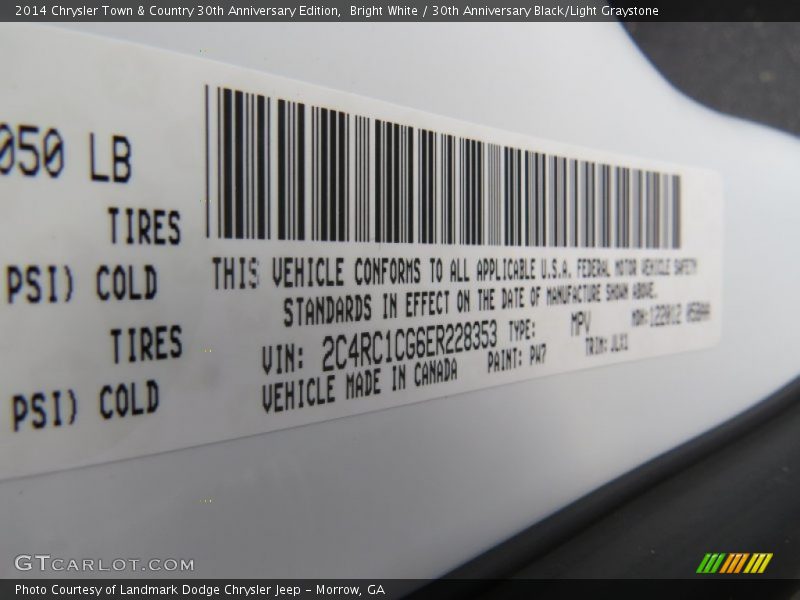 2014 Chrysler Town & Country 30th Anniversary Edition, Bright White / 30th Anniversary Black/Light Graystone
050 LB
TIRES
PSI) COLD
TIRES
PSI) COLD
THIS VEHICLE CONFORMS TO ALL APPLICABLE U.S.A. FEDERAL MOTOR VEHICLE SAFETY
STANDARDS IN EFFECT ON THE DATE OF MANUFACTURE SHOWN ABOVE.
VIN: 2C4RC1CG6ER228353 TYPE: MPV MDH: 122012
VEHICLE MADE IN CANADA PAINT: PW7 TRIM:
GTCARLOT.COM
Photo Courtesy of Landmark Dodge Chrysler Jeep – Morrow, GA